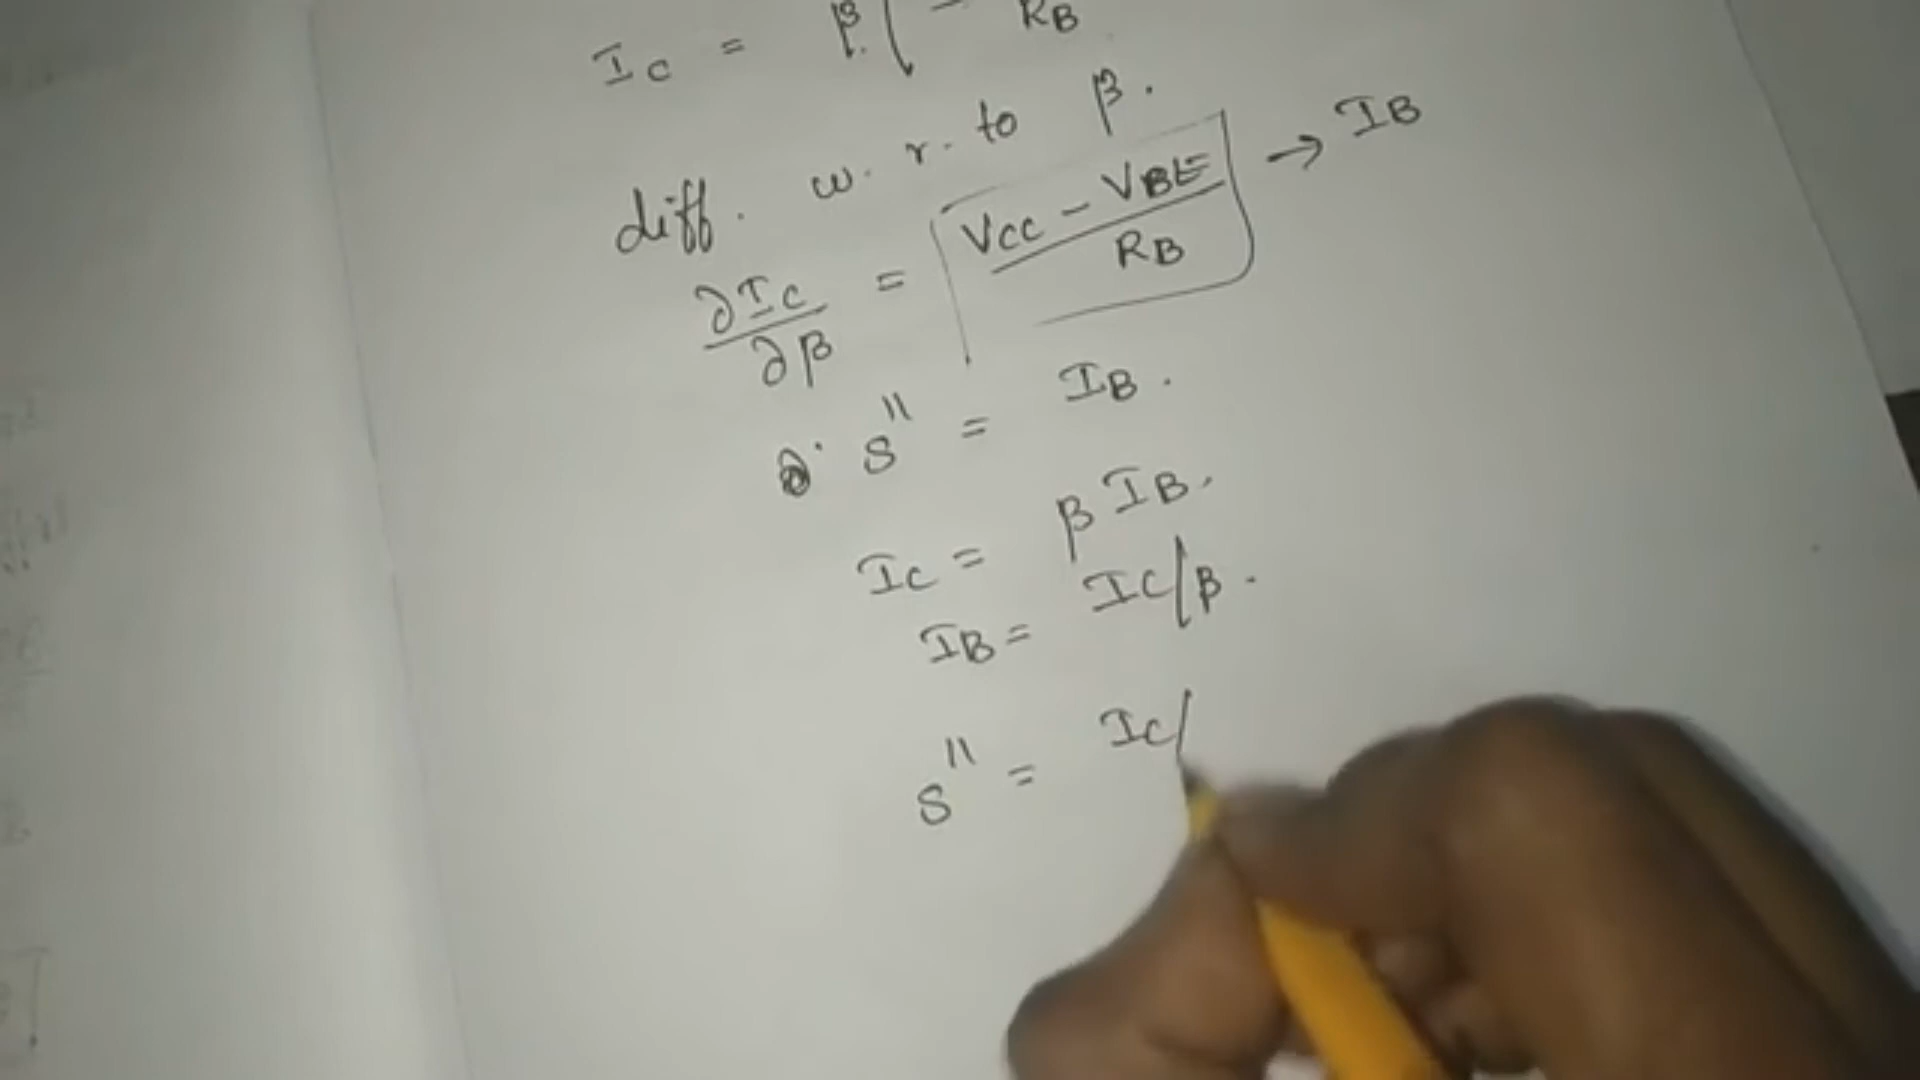 Ic = β ( — RB
diff. w. r. to β.
∂Ic/∂β = VCC - VBE/RB → IB
S" = IB.
Ic = β IB.
IB = IC/β.
S" = Ic/